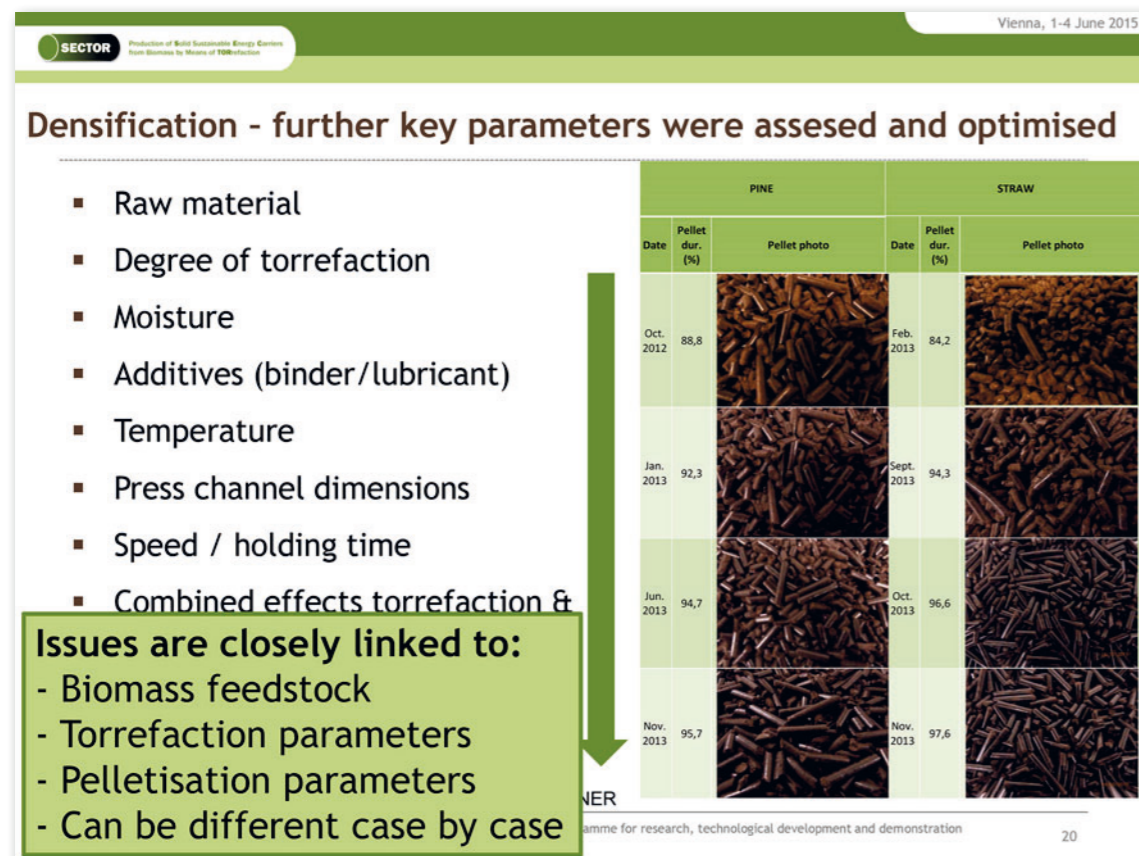 Vienna, 1-4 June 2015
SECTOR
Production of Solid Sustainable Energy Carriers
from Biomass by Means of TORrefaction
Densification - further key parameters were assesed and optimised
▪ Raw material
▪ Degree of torrefaction
▪ Moisture
▪ Additives (binder/lubricant)
▪ Temperature
▪ Press channel dimensions
▪ Speed / holding time
▪ Combined effects torrefaction &
Issues are closely linked to:
- Biomass feedstock
- Torrefaction parameters
- Pelletisation parameters
- Can be different case by case
PINE STRAW
Date Pellet dur. (%) Pellet photo Date Pellet dur. (%) Pellet photo
Oct. 2012 88,8 Feb. 2013 84,2
Jan. 2013 92,3 Sept. 2013 94,3
Jun. 2013 94,7 Oct. 2013 96,6
Nov. 2013 95,7 Nov. 2013 97,6
NER
amme for research, technological development and demonstration
20